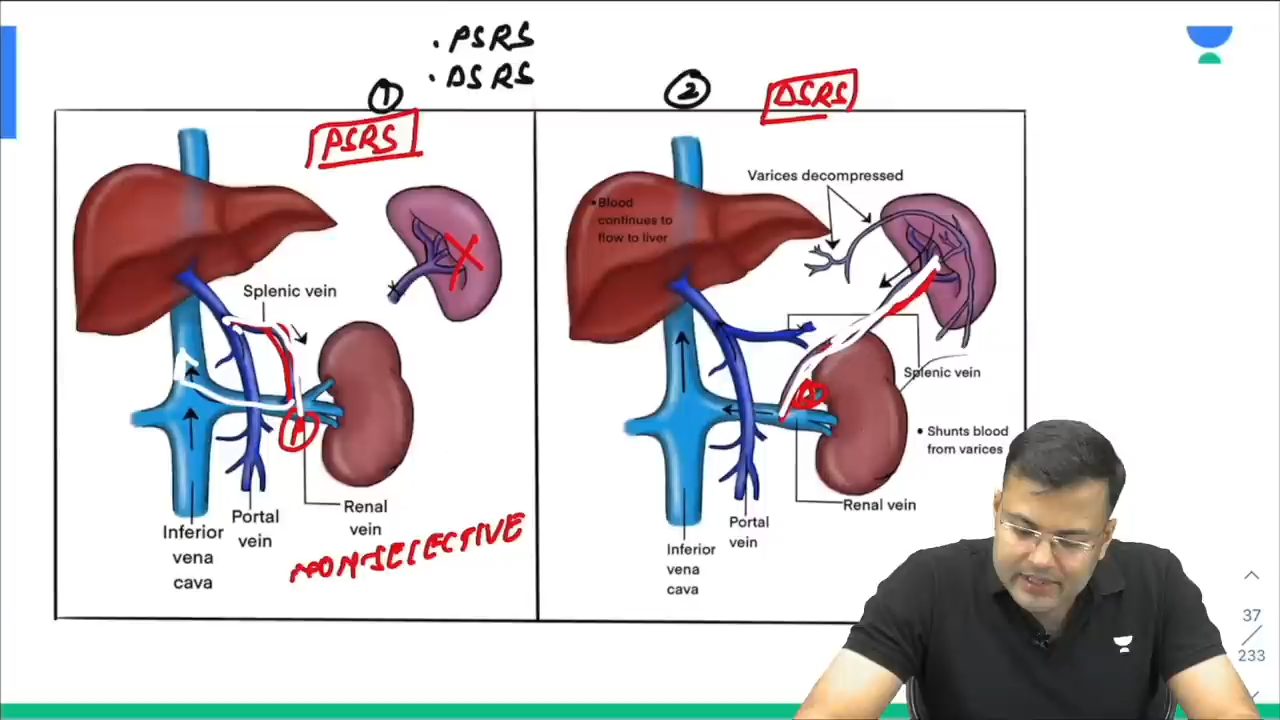 . PSRS
. DSRS
1
PSRS
Splenic vein
Inferior
vena
cava
Portal
vein
Renal
vein
NON-SELECTIVE
2
DSRS
Varices decompressed
• Blood
continues to
flow to liver
Splenic vein
• Shunts blood
from varices
Renal vein
Portal
vein
Inferior
vena
cava
37
233